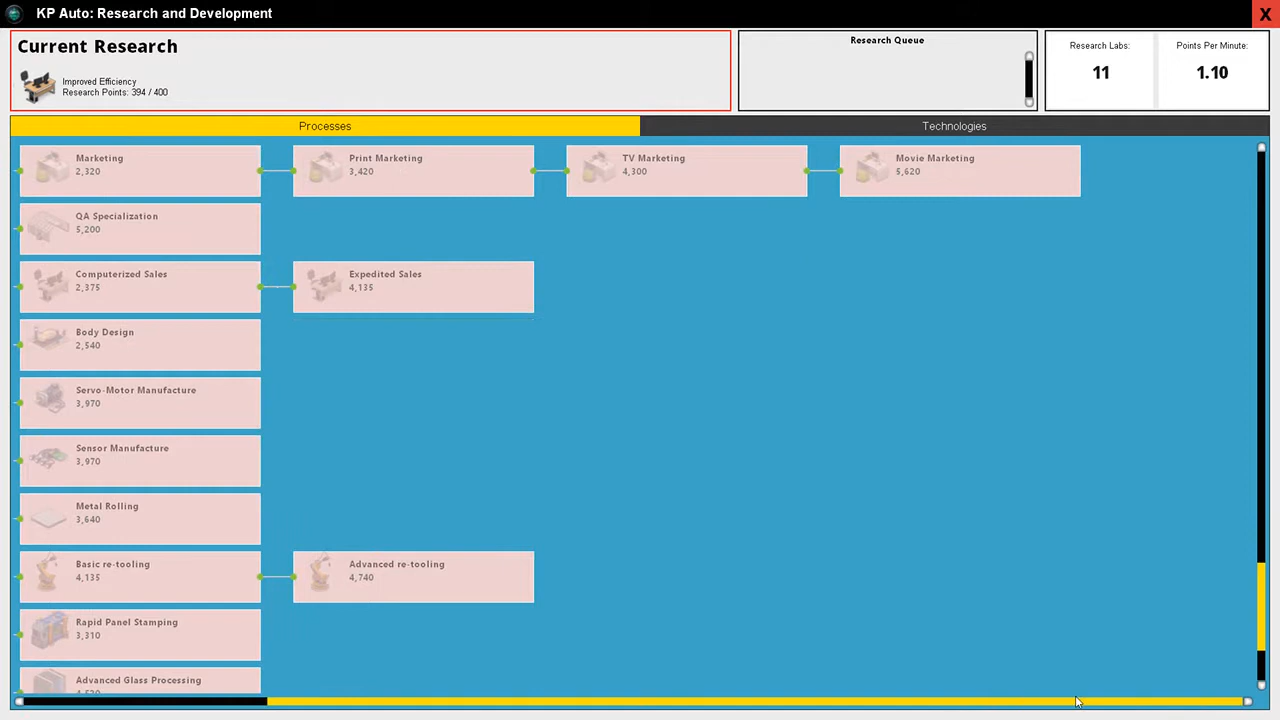 KP Auto: Research and Development
X
Current Research
Improved Efficiency
Research Points: 394 / 400
Research Queue
Research Labs:
11
Points Per Minute:
1.10
Processes
Technologies
Marketing
2,320
Print Marketing
3,420
TV Marketing
4,300
Movie Marketing
5,620
QA Specialization
5,200
Computerized Sales
2,375
Expedited Sales
4,135
Body Design
2,540
Servo-Motor Manufacture
3,970
Sensor Manufacture
3,970
Metal Rolling
3,640
Basic re-tooling
4,135
Advanced re-tooling
4,740
Rapid Panel Stamping
3,310
Advanced Glass Processing